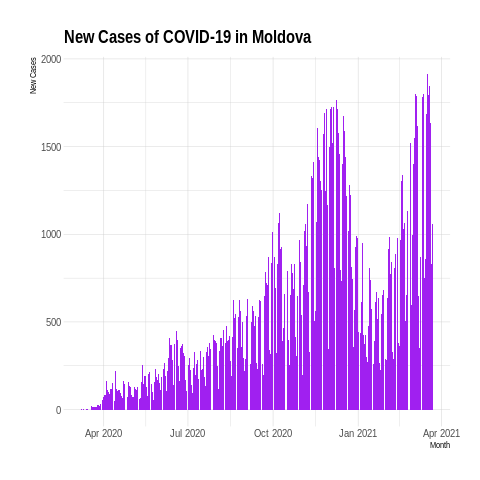 New Cases of COVID-19 in Moldova
New Cases
2000
1500
1000
500
0
Apr 2020 Jul 2020 Oct 2020 Jan 2021 Apr 2021
Month